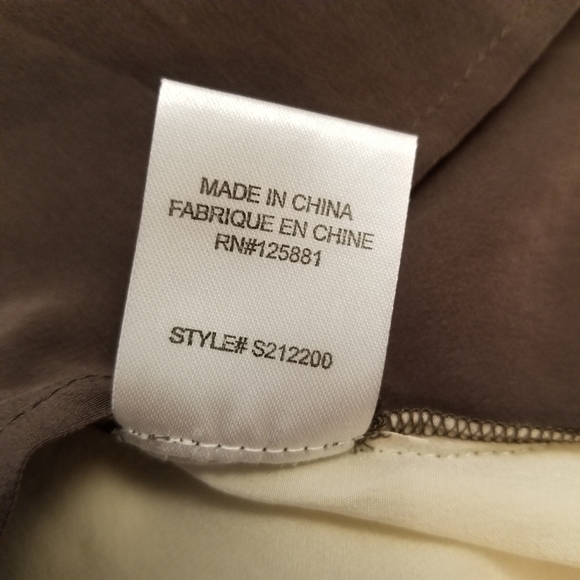 MADE IN CHINA
FABRIQUE EN CHINE
RN#125881
STYLE# S212200